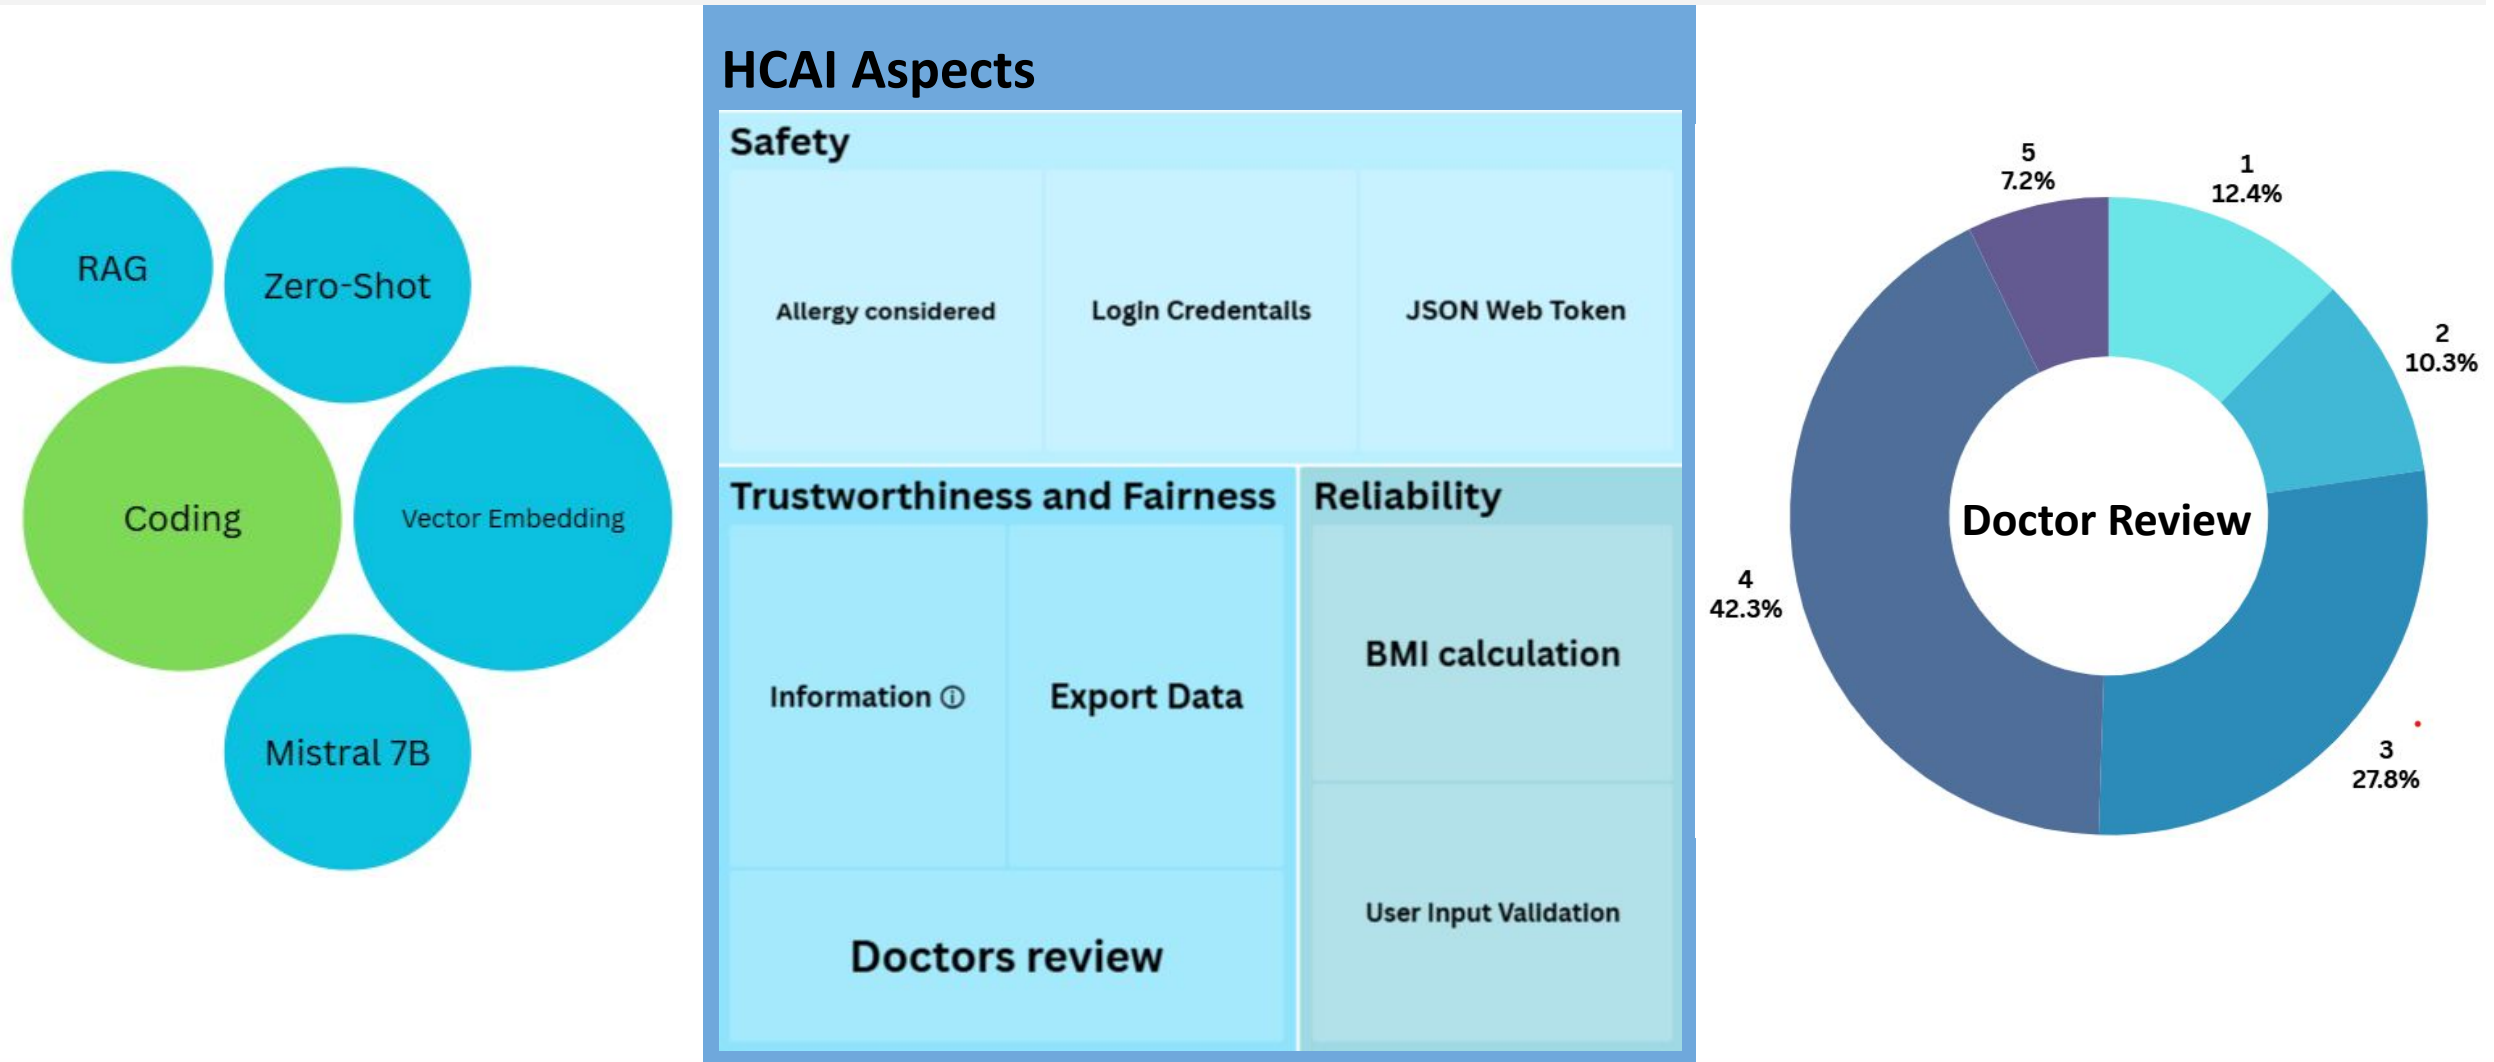 RAG
Zero-Shot
Coding
Vector Embedding
Mistral 7B
HCAI Aspects
Safety
Allergy considered
Login Credentails
JSON Web Token
Trustworthiness and Fairness
Information ⓘ
Export Data
Doctors review
Reliability
BMI calculation
User Input Validation
5
7.2%
1
12.4%
2
10.3%
Doctor Review
4
42.3%
3
27.8%